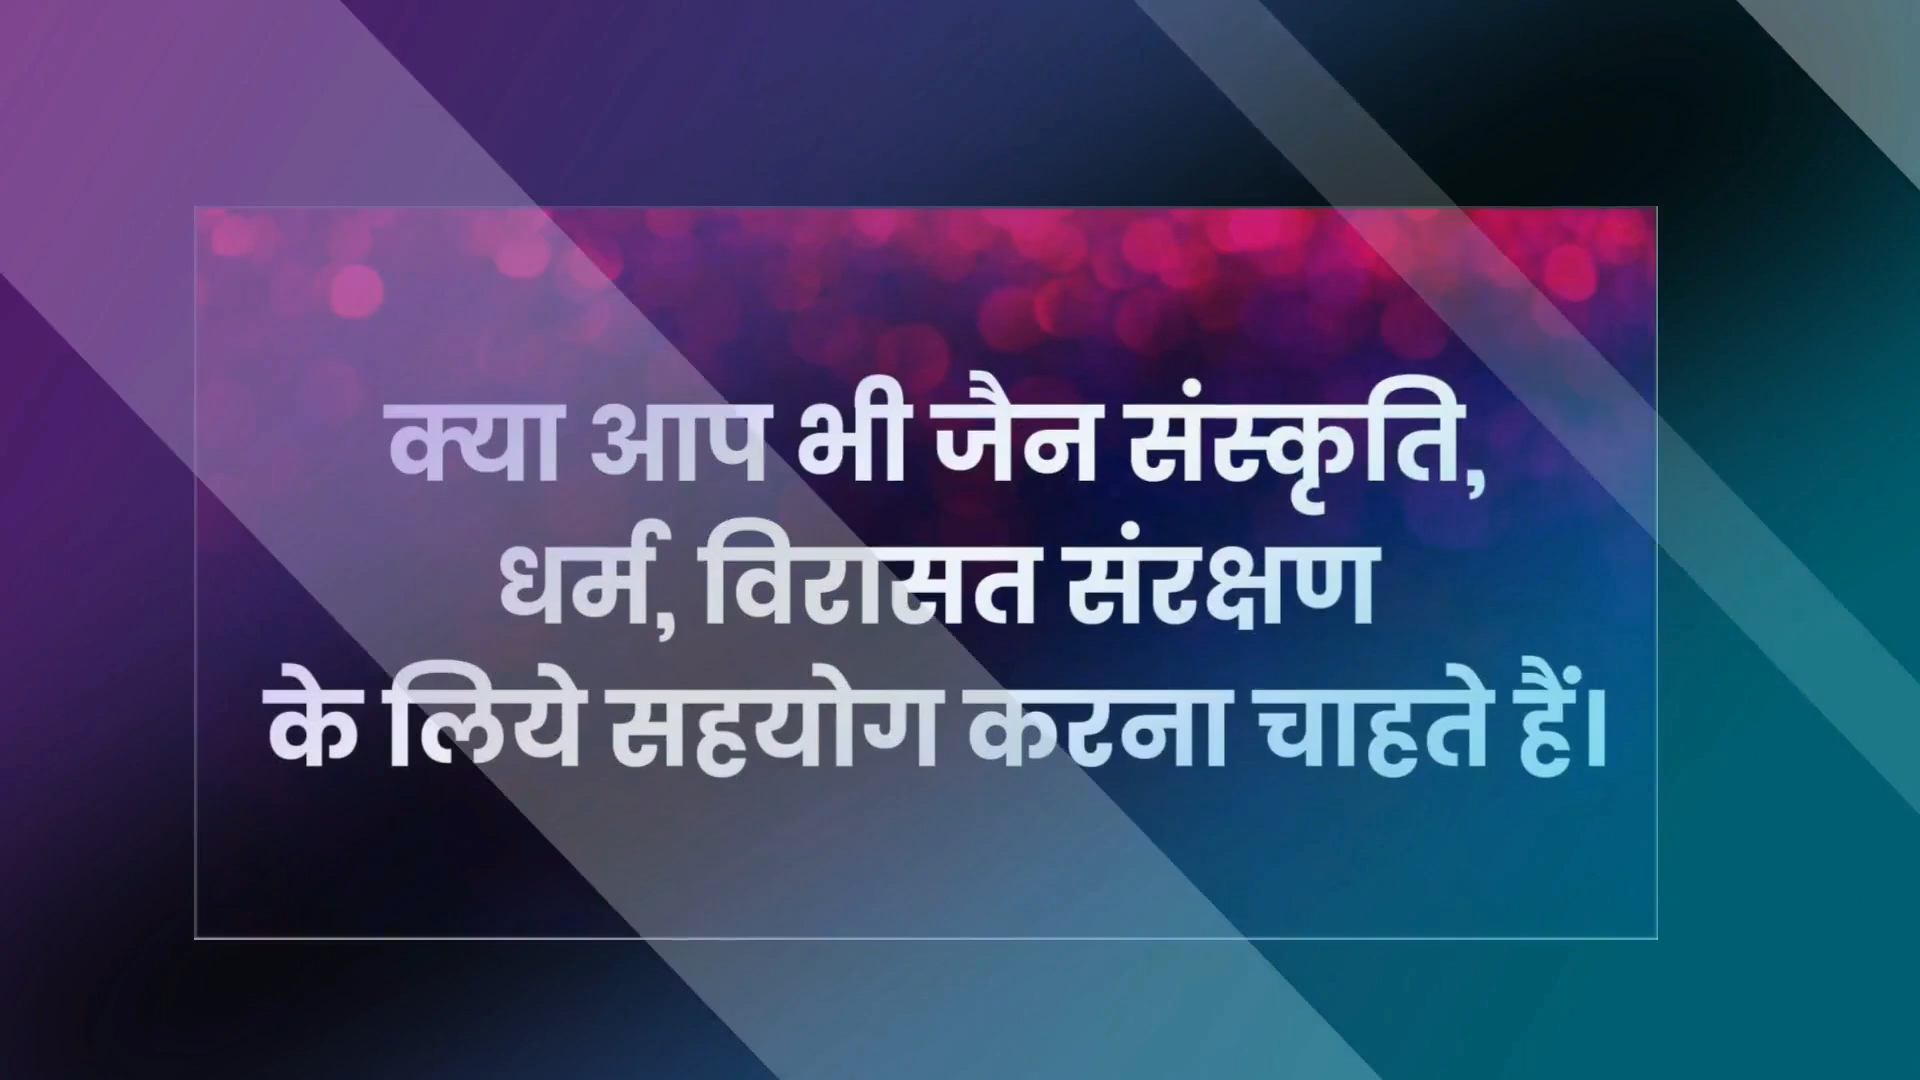 क्या आप भी जैन संस्कृति,
धर्म, विरासत संरक्षण
के लिये सहयोग करना चाहते हैं।